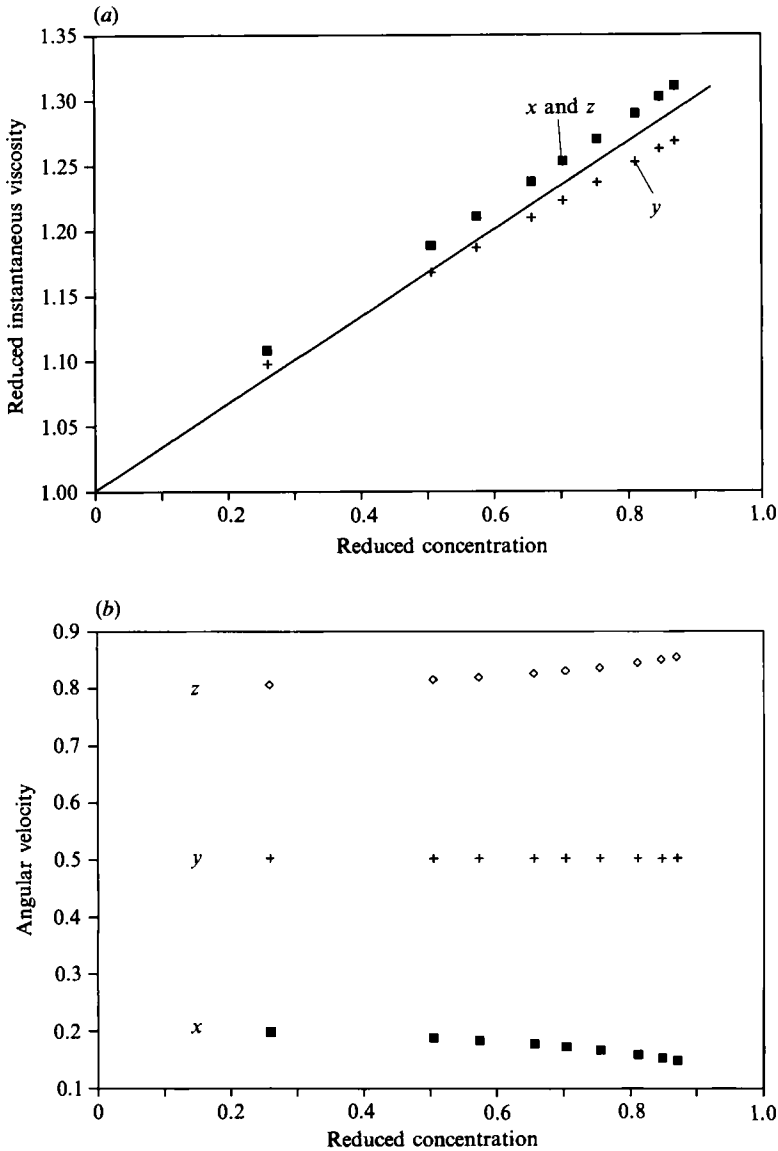 (a)
1.35
1.30
1.25
1.20
1.15
1.10
1.05
1.00
Reduced instantaneous viscosity
x and z
y
0 0.2 0.4 0.6 0.8 1.0
Reduced concentration
(b)
0.9
0.8
0.7
0.6
0.5
0.4
0.3
0.2
0.1
Angular velocity
z
y
x
0 0.2 0.4 0.6 0.8 1.0
Reduced concentration